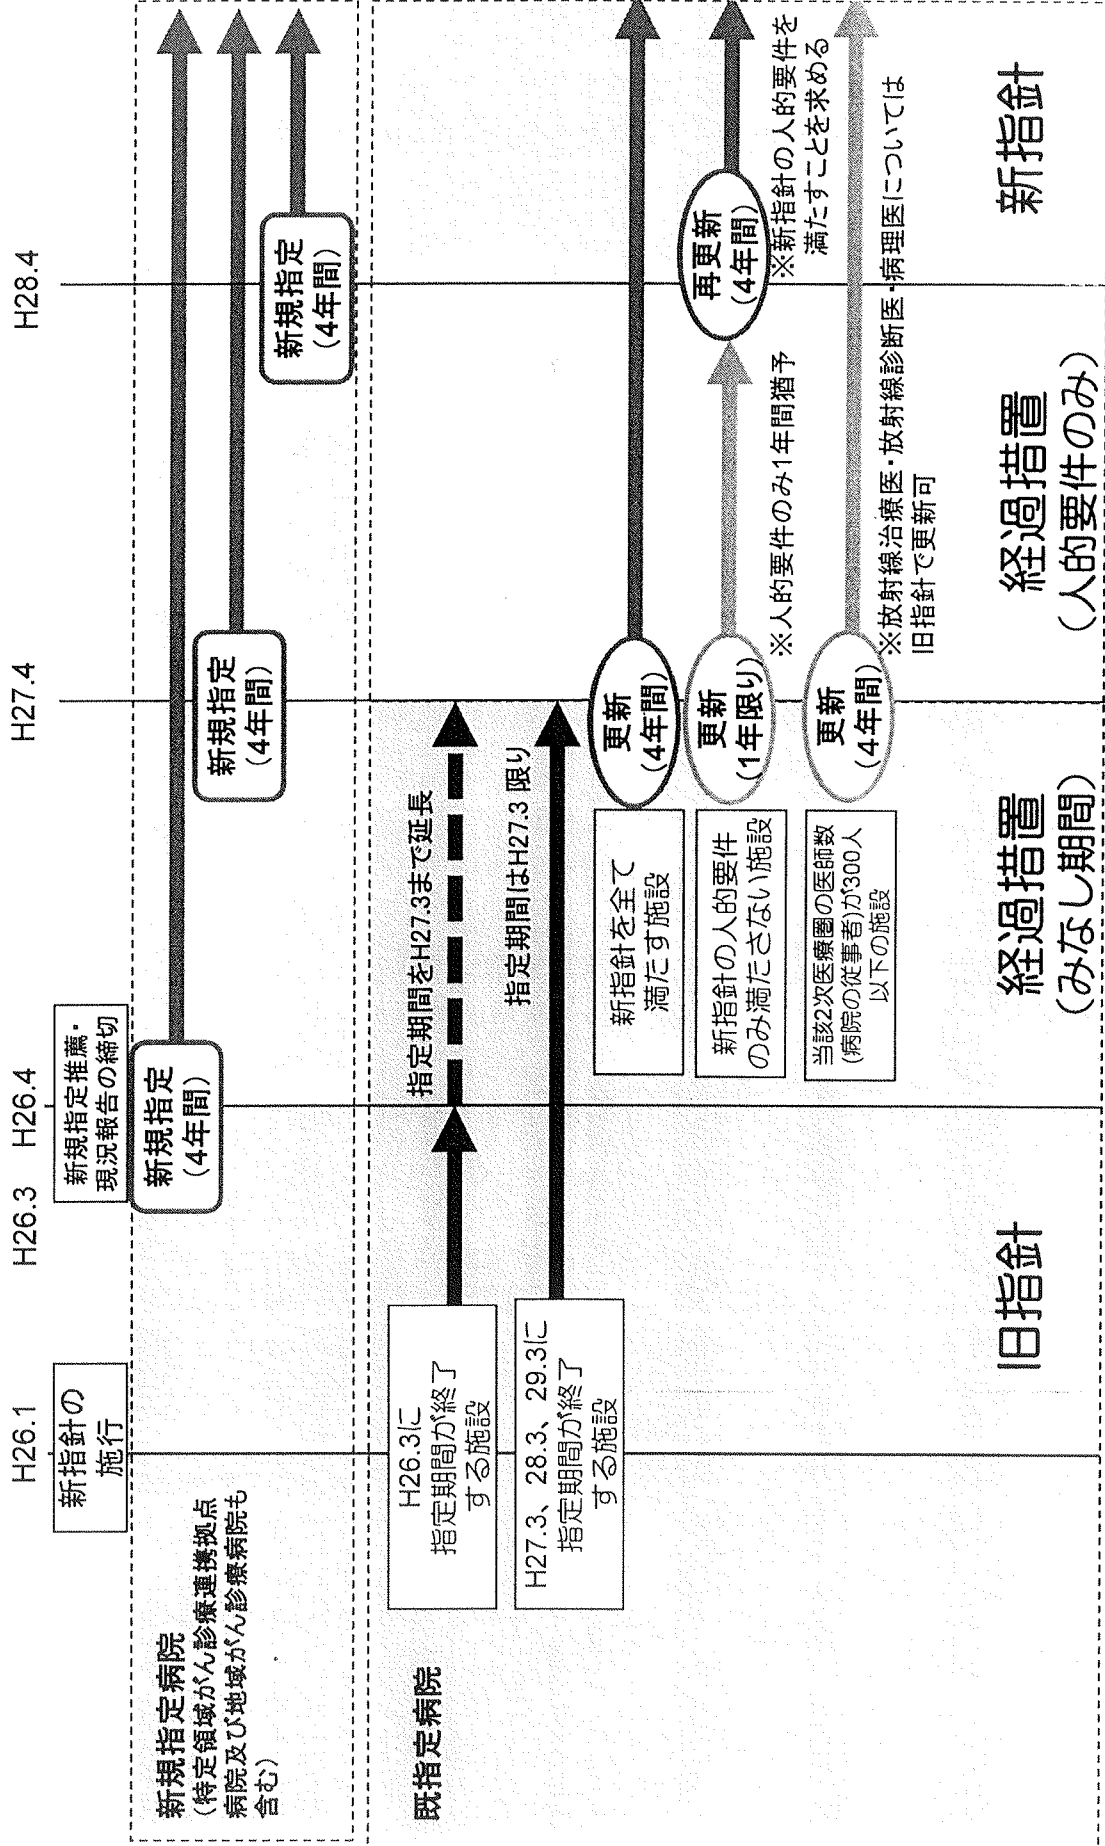 H26.1
H26.3
H26.4
H27.4
H28.4
新指針の
施行
新規指定推薦・
現況報告の締切
新規指定病院
(特定領域がん診療連携拠点
病院及び地域がん診療病院も
含む)
新規指定
(4年間)
新規指定
(4年間)
新規指定
(4年間)
既指定病院
H26.3に
指定期間が終了
する施設
指定期間をH27.3まで延長
H27.3、28.3、29.3に
指定期間が終了
する施設
指定期間はH27.3 限り
新指針を全て
満たす施設
更新
(4年間)
新指針の人的要件
のみ満たさない施設
更新
(1年限り)
※人的要件のみ1年間猶予
再更新
(4年間)
※新指針の人的要件を
満たすことを求める
当該2次医療圏の医師数
(病院の従事者)が300人
以下の施設
更新
(4年間)
※放射線治療医・放射線診断医・病理医については
旧指針で更新可
旧指針
経過措置
(みなし期間)
経過措置
(人的要件のみ)
新指針